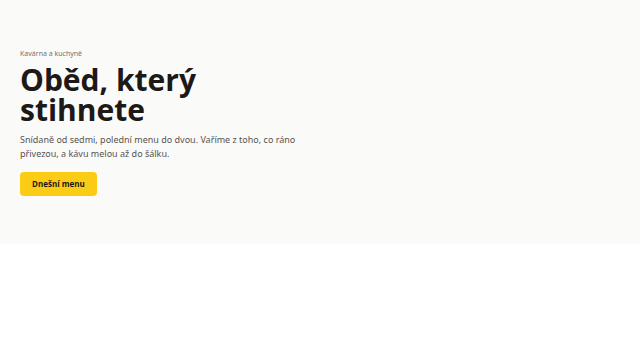 Kavárna a kuchyně
Oběd, který
stihnete
Snídaně od sedmi, polední menu do dvou. Vaříme z toho, co ráno
přivezou, a kávu melou až do šálku.
Dnešní menu